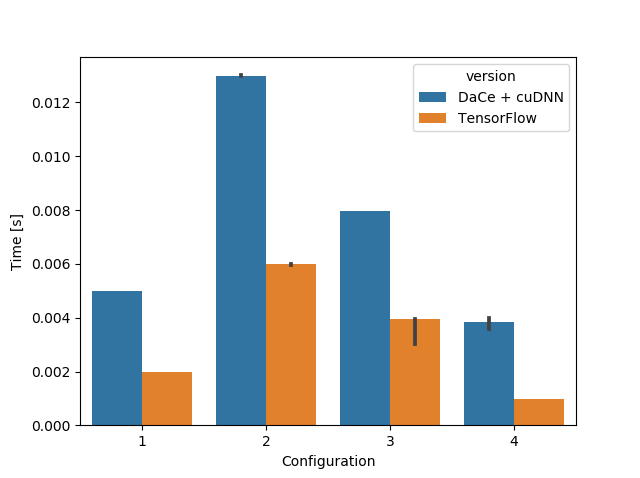 version
DaCe + cuDNN
TensorFlow
0.012
0.010
0.008
0.006
0.004
0.002
0.000
Time [s]
1 2 3 4
Configuration